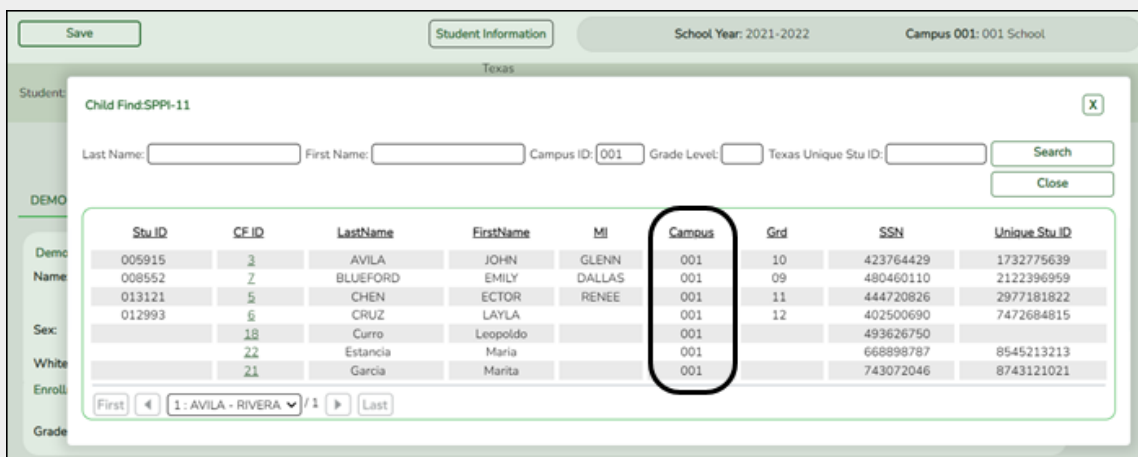 Save Student Information School Year: 2021-2022 Campus 001: 001 School
Texas
Student:
Child Find:SPPI-11 X
Last Name: First Name: Campus ID: 001 Grade Level: Texas Unique Stu ID: Search
Close
DEMO
Stu ID CF ID LastName FirstName MI Campus Grd SSN Unique Stu ID
Demo
005915 3 AVILA JOHN GLENN 001 10 423764429 1732775639
Name:
008552 7 BLUEFORD EMILY DALLAS 001 09 480460110 2122396959
013121 5 CHEN ECTOR RENEE 001 11 444720826 2977181822
012993 6 CRUZ LAYLA 001 12 402500690 7472684815
Sex:
18 Curro Leopoldo 001 493626750
22 Estancia Maria 001 668898787 8545213213
White
21 Garcia Marita 001 743072046 8743121021
Enroll
First 1 : AVILA - RIVERA / 1 Last
Grade